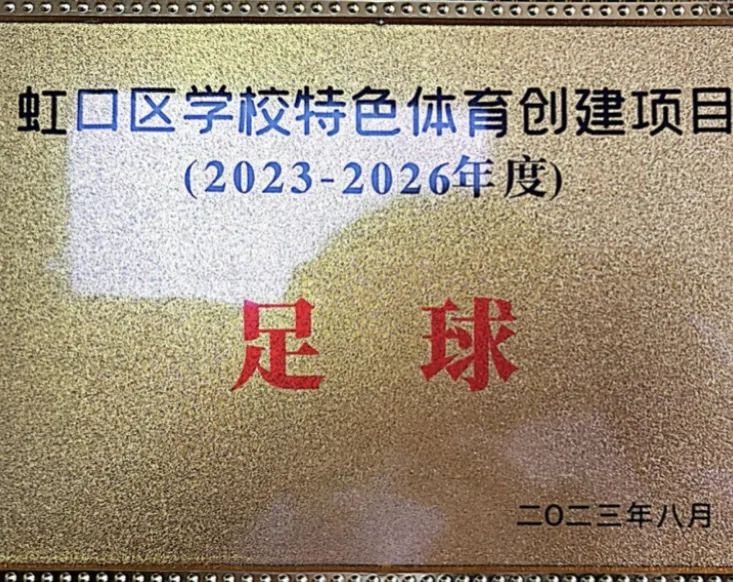 虹口区学校特色体育创建项目
(2023-2026年度)
足 球
二〇二三年八月